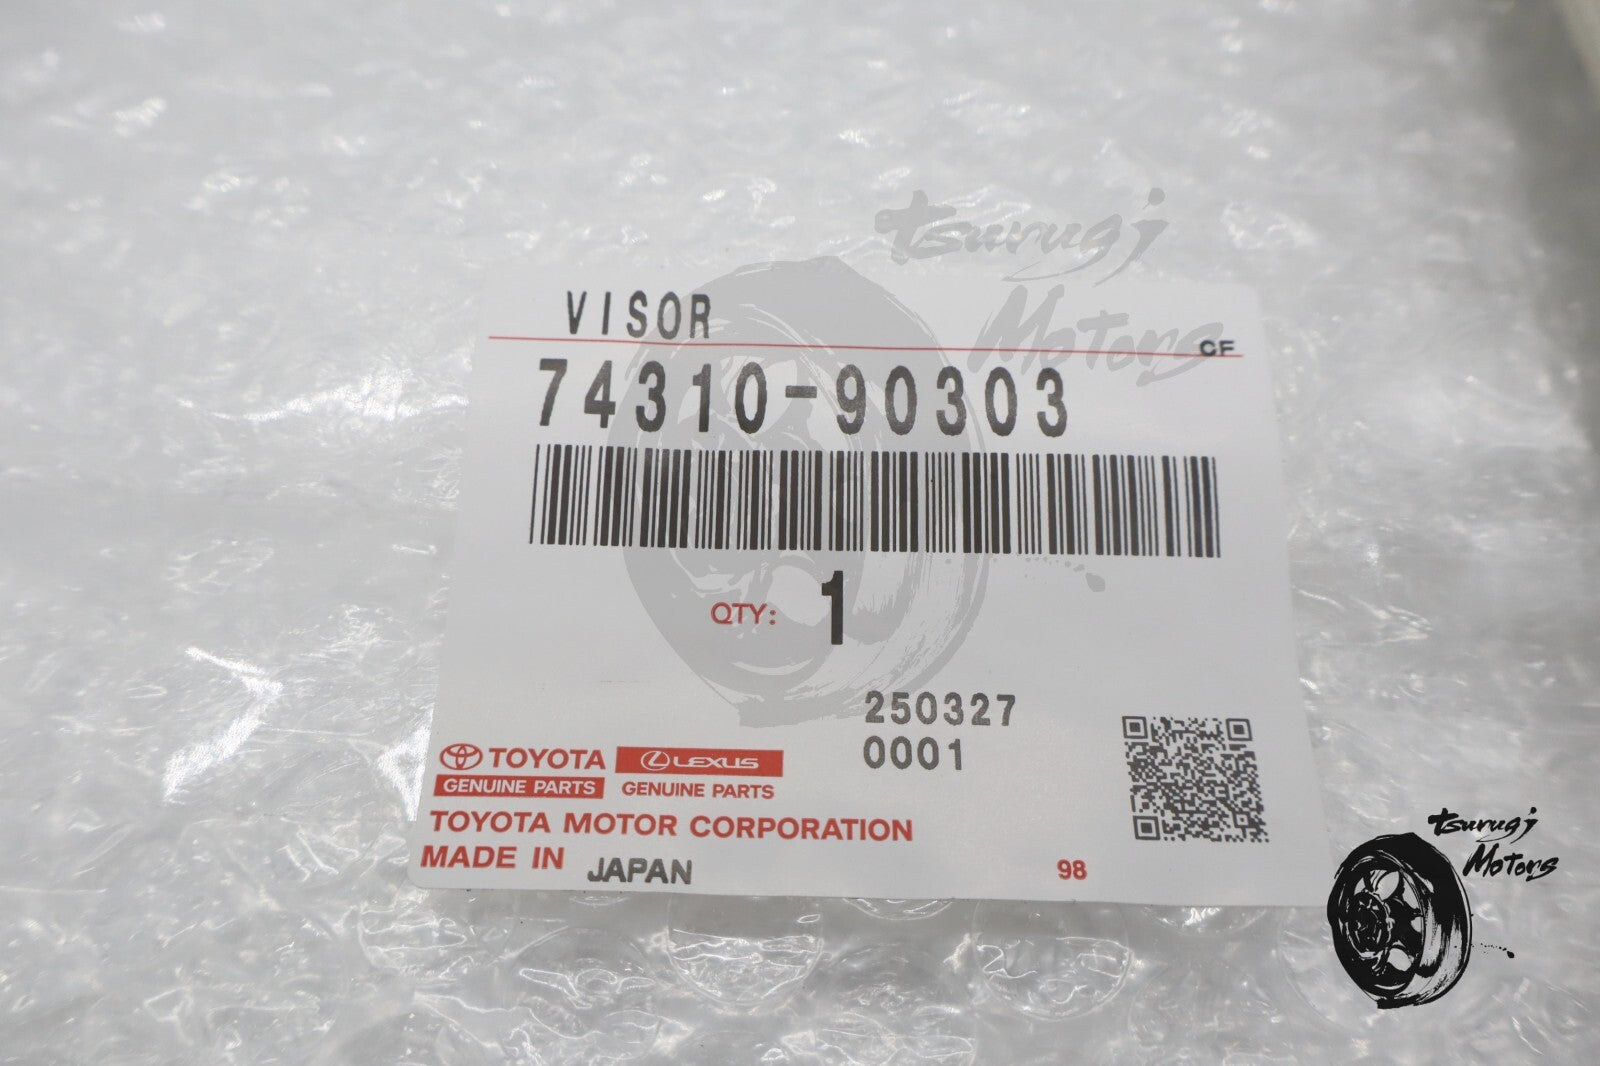 tsurugi
Motors
VISOR
CF
74310-90303
QTY: 1
250327
0001
TOYOTA
GENUINE PARTS
LEXUS
GENUINE PARTS
TOYOTA MOTOR CORPORATION
MADE IN JAPAN
98
tsurugi
Motors